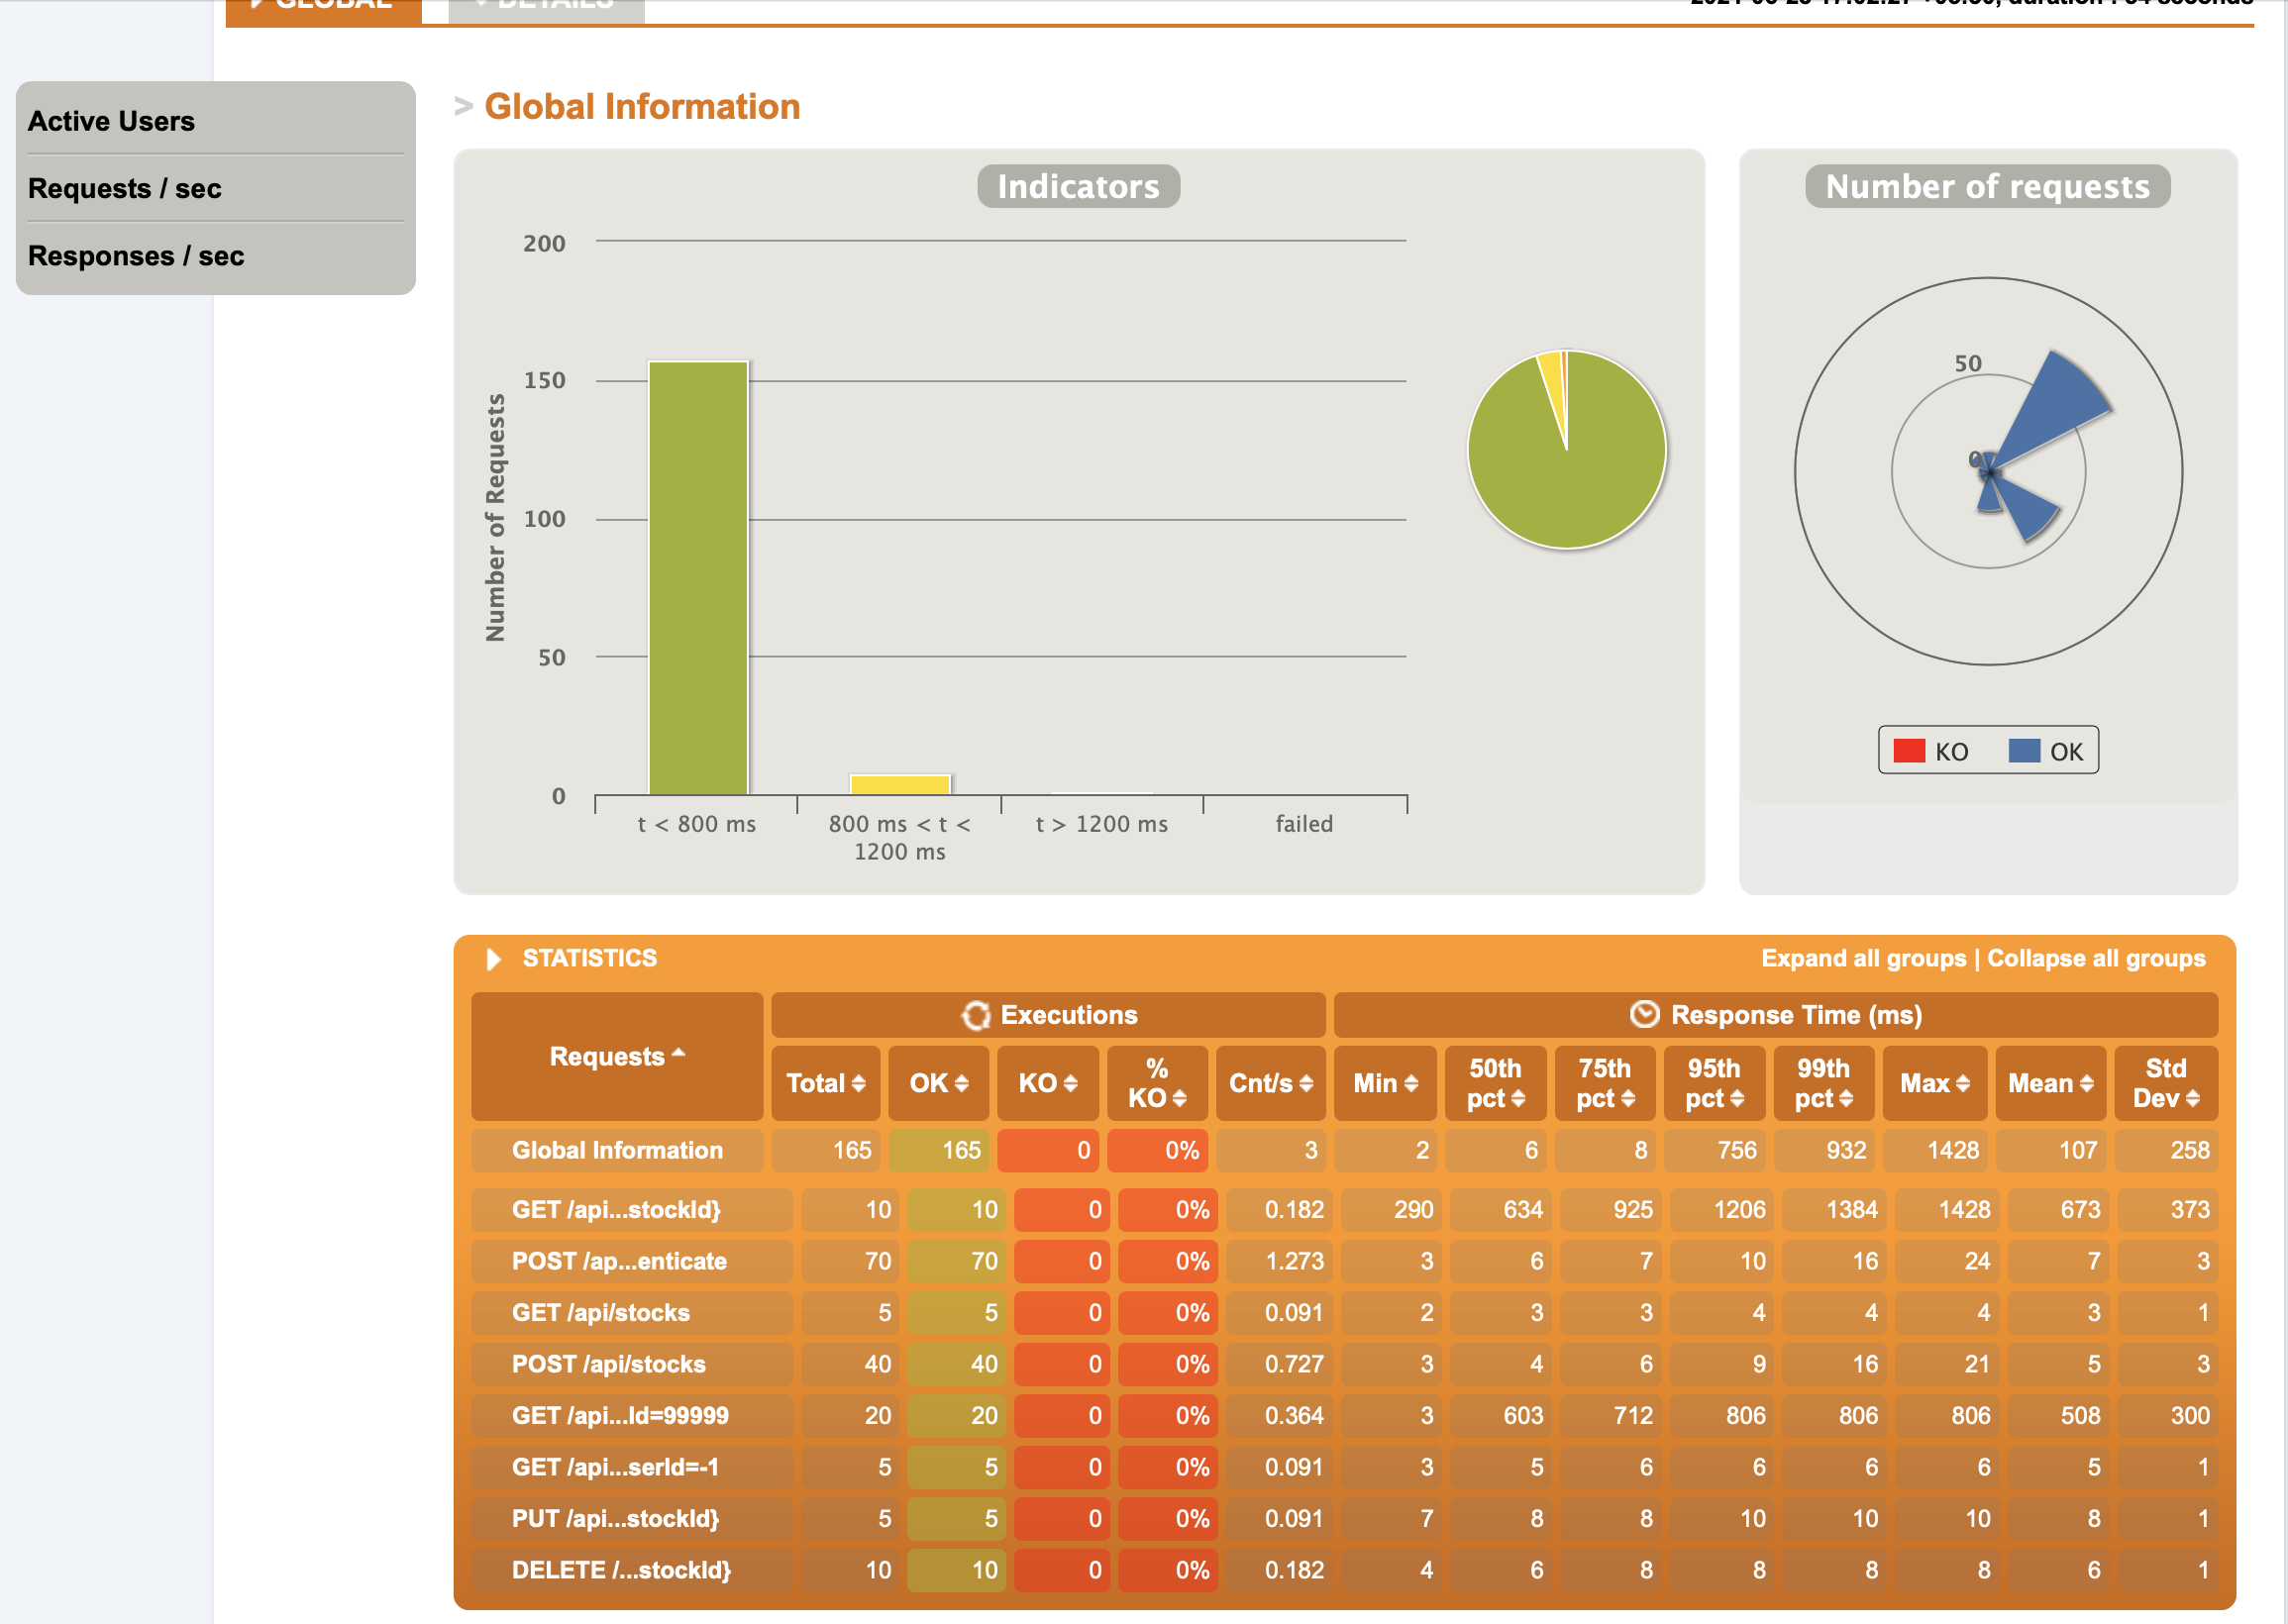 GLOBAL DETAILS
Active Users
Requests / sec
Responses / sec
> Global Information
Indicators
200
150
100
50
0
Number of Requests
t < 800 ms
800 ms < t <
1200 ms
t > 1200 ms
failed
Number of requests
50
0
KO OK
STATISTICS
Expand all groups | Collapse all groups
Requests
Executions
Response Time (ms)
Total OK KO % KO Cnt/s Min 50th pct 75th pct 95th pct 99th pct Max Mean Std Dev
Global Information 165 165 0 0% 3 2 6 8 756 932 1428 107 258
GET /api...stockId} 10 10 0 0% 0.182 290 634 925 1206 1384 1428 673 373
POST /ap...enticate 70 70 0 0% 1.273 3 6 7 10 16 24 7 3
GET /api/stocks 5 5 0 0% 0.091 2 3 3 4 4 4 3 1
POST /api/stocks 40 40 0 0% 0.727 3 4 6 9 16 21 5 3
GET /api...Id=99999 20 20 0 0% 0.364 3 603 712 806 806 806 508 300
GET /api...serId=-1 5 5 0 0% 0.091 3 5 6 6 6 6 5 1
PUT /api...stockId} 5 5 0 0% 0.091 7 8 8 10 10 10 8 1
DELETE /...stockId} 10 10 0 0% 0.182 4 6 8 8 8 8 6 1